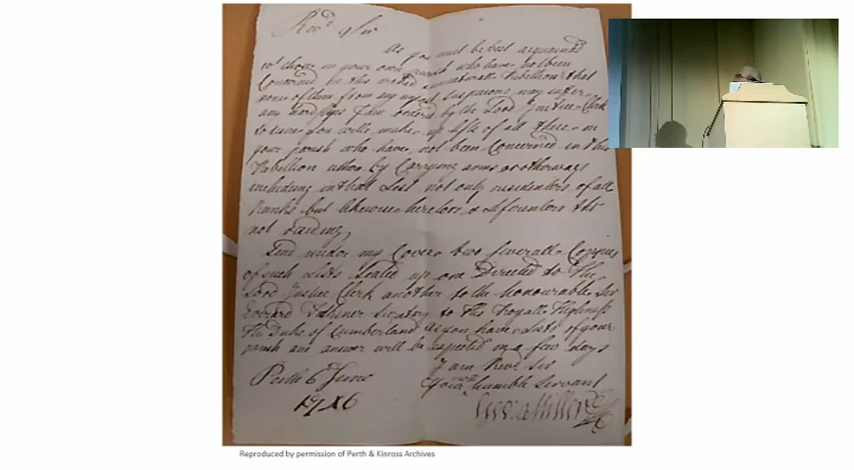 Revd Sir
As you must be best acquainted
wt those in your own parish who have not been
Concerned in this wicked and unnaturall Rebellion that
none of them from any unjust suspicions may suffer
any hardships I am ordered by the Lord Justice Clerk
to desire you will make up lists of all those in
your parish who have not been Concerned in this
Rebellion either by Carrying arms or otherways
including in that List not only residenters of all
Ranks but likewise heretors & liferenters tho
not residing
Send under my Cover two severall Coppies
of such Lists Sealed up one Directed to the
Lord Justice Clerk another to the Honourable Sir
Everard Secretary to His Royall Highness
The Duke of Cumberland As you have Lists of your
parish an answer will be expected in a few days
I am Revd Sir
Your humble Servant
Perth 6 June
1746
Geo: Miller
Reproduced by permission of Perth & Kinross Archives